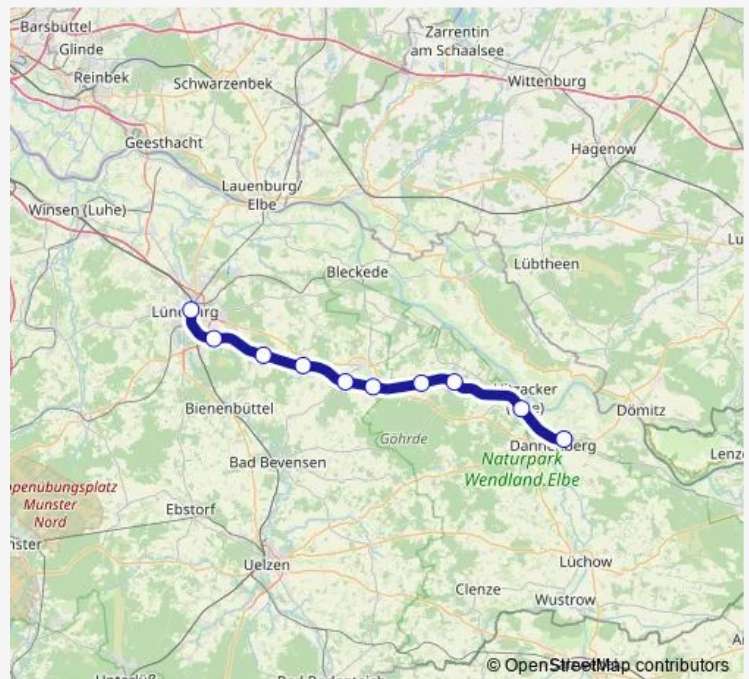 Barsbüttel
Glinde
Reinbek
Schwarzenbek
Zarrentin
am Schaalsee
Wittenburg
Geesthacht
Hagenow
Lauenburg/
Elbe
Winsen (Luhe)
Bleckede
Lübtheen
Lu
Bienenbüttel
Dömitz
Göhrde
Bad Bevensen
Naturpark
Wendland.Elbe
Lenz
Munster
Nord
Ebstorf
Uelzen
Lüchow
Clenze
Wustrow
© OpenStreetMap contributors